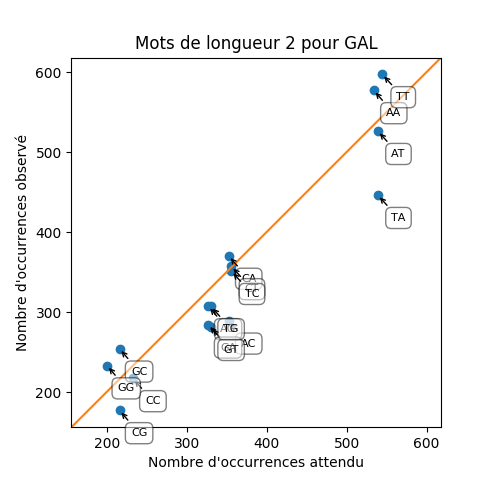 Mots de longueur 2 pour GAL
Nombre d'occurrences observé
600
500
400
300
200
TT
AA
AT
TA
CA
TC
TG
AC
GT
GC
GG
CC
CG
200
300
400
500
600
Nombre d'occurrences attendu